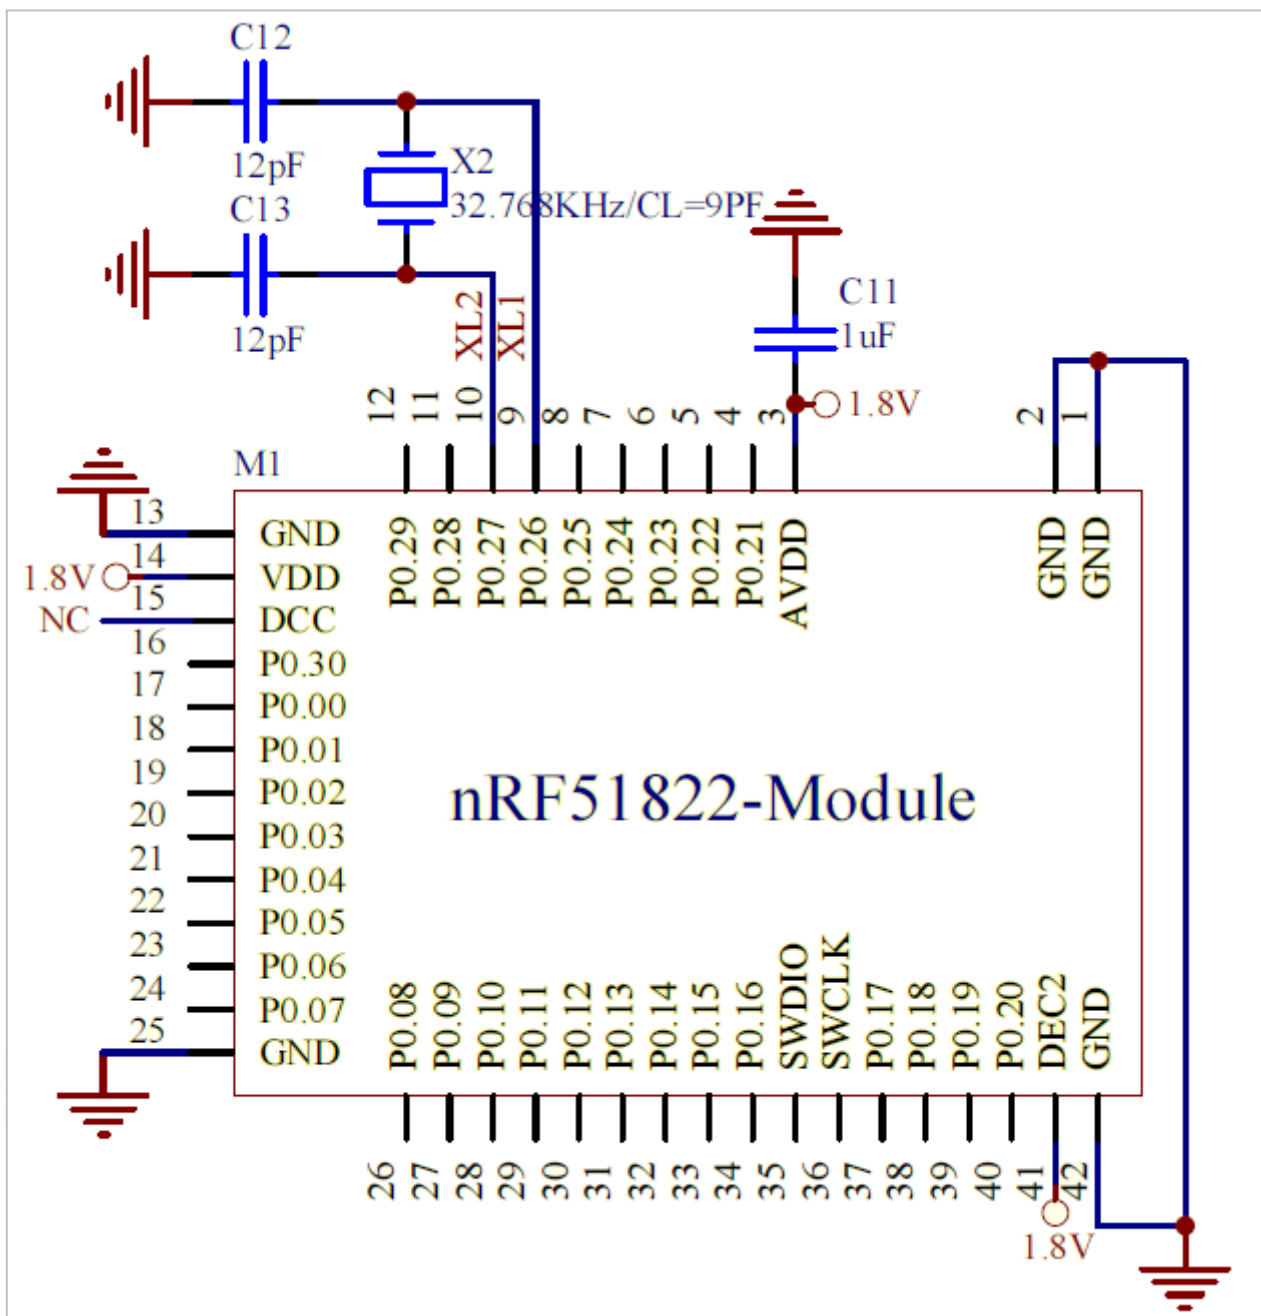 C12
12pF
X2
32.768KHz/CL=9PF
C13
12pF
XL2
XL1
C11
1uF
1.8V
12
11
10
9
8
7
6
5
4
3
2
1
M1
P0.29
P0.28
P0.27
P0.26
P0.25
P0.24
P0.23
P0.22
P0.21
AVDD
GND
GND
13 GND
1.8V 14 VDD
NC 15 DCC
16 P0.30
17 P0.00
18 P0.01
19 P0.02
20 P0.03
21 P0.04
22 P0.05
23 P0.06
24 P0.07
25 GND
nRF51822-Module
P0.08
P0.09
P0.10
P0.11
P0.12
P0.13
P0.14
P0.15
P0.16
SWDIO
SWCLK
P0.17
P0.18
P0.19
P0.20
DEC2
GND
26
27
28
29
30
31
32
33
34
35
36
37
38
39
40
41
42
1.8V